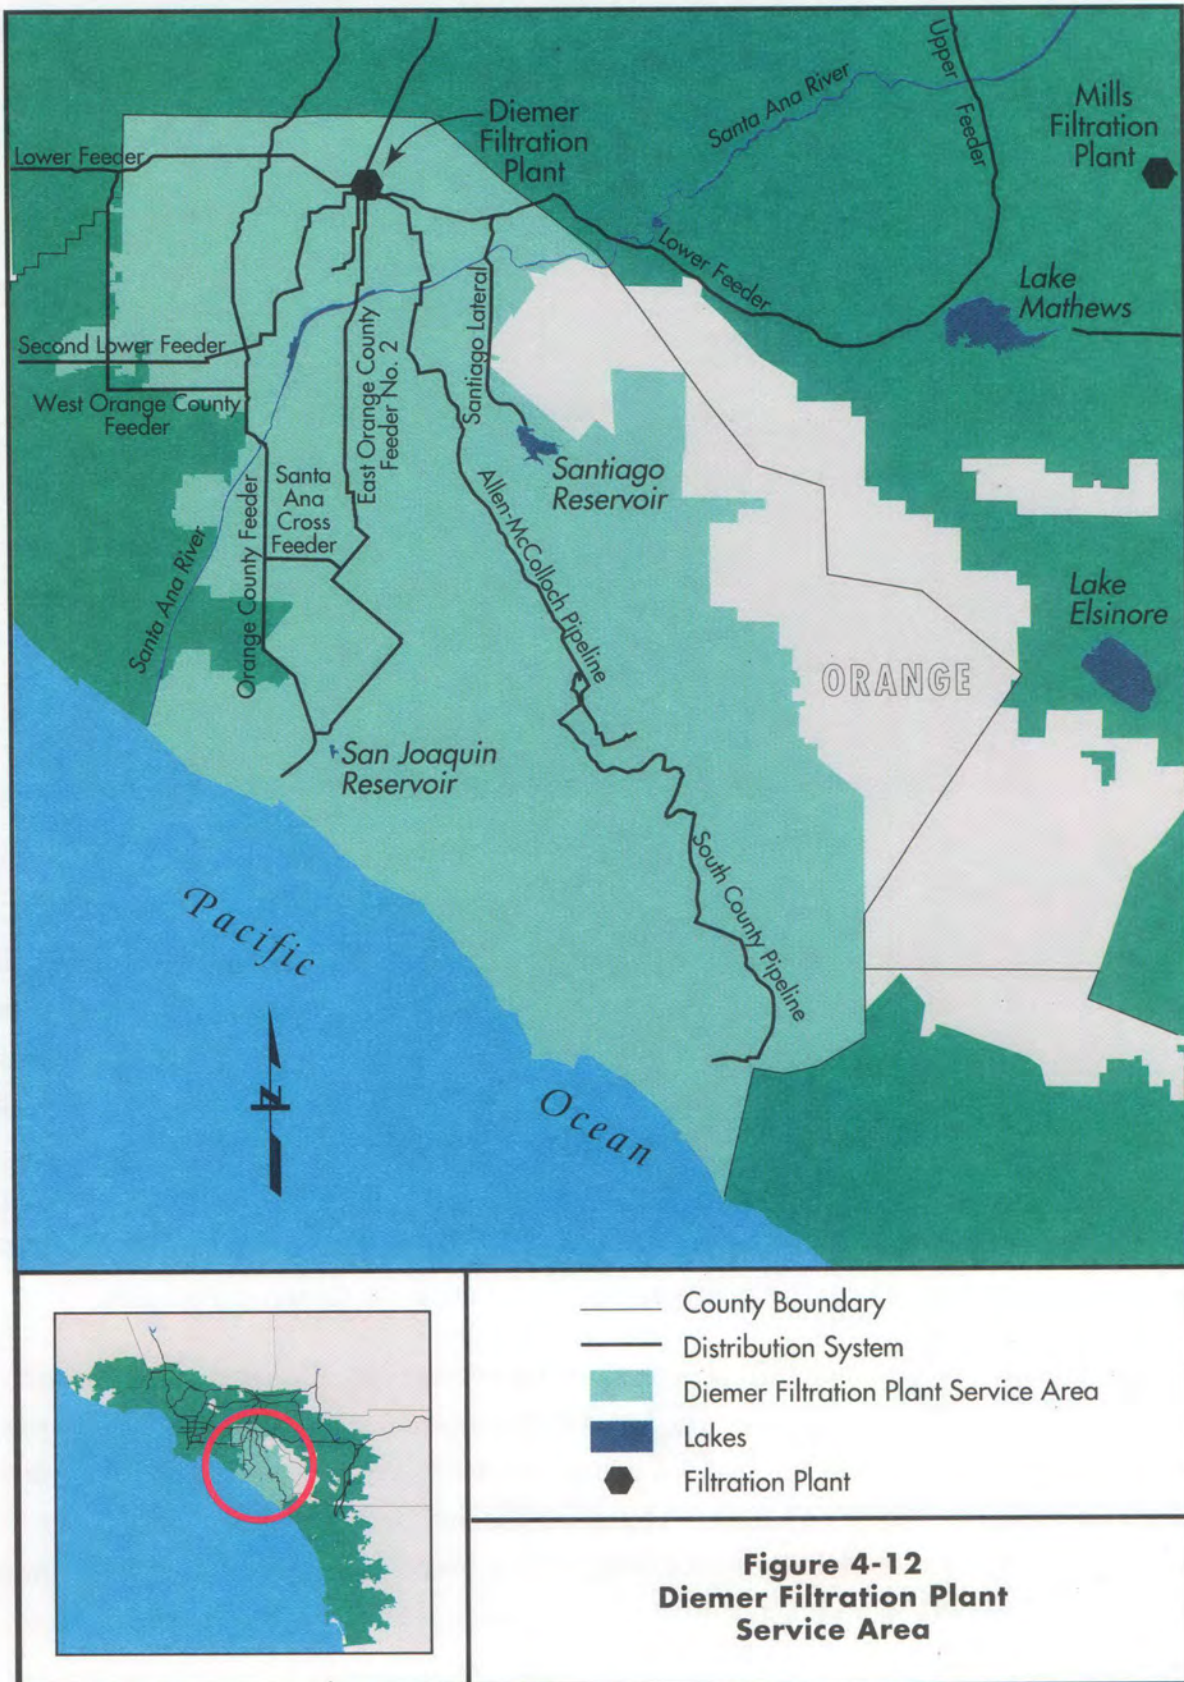 Diemer
Filtration
Plant
Santa Ana River
Upper Feeder
Mills
Filtration
Plant
Lower Feeder
Lower Feeder
Lake
Mathews
Santiago Lateral
Second Lower Feeder
East Orange County
Feeder No. 2
West Orange County
Feeder
Santiago
Reservoir
Santa
Ana
Cross
Feeder
Allen-McColloch Pipeline
Orange County Feeder
Santa Ana River
Lake
Elsinore
ORANGE
San Joaquin
Reservoir
South County Pipeline
Pacific
Ocean
N
County Boundary
Distribution System
Diemer Filtration Plant Service Area
Lakes
Filtration Plant
Figure 4-12
Diemer Filtration Plant
Service Area